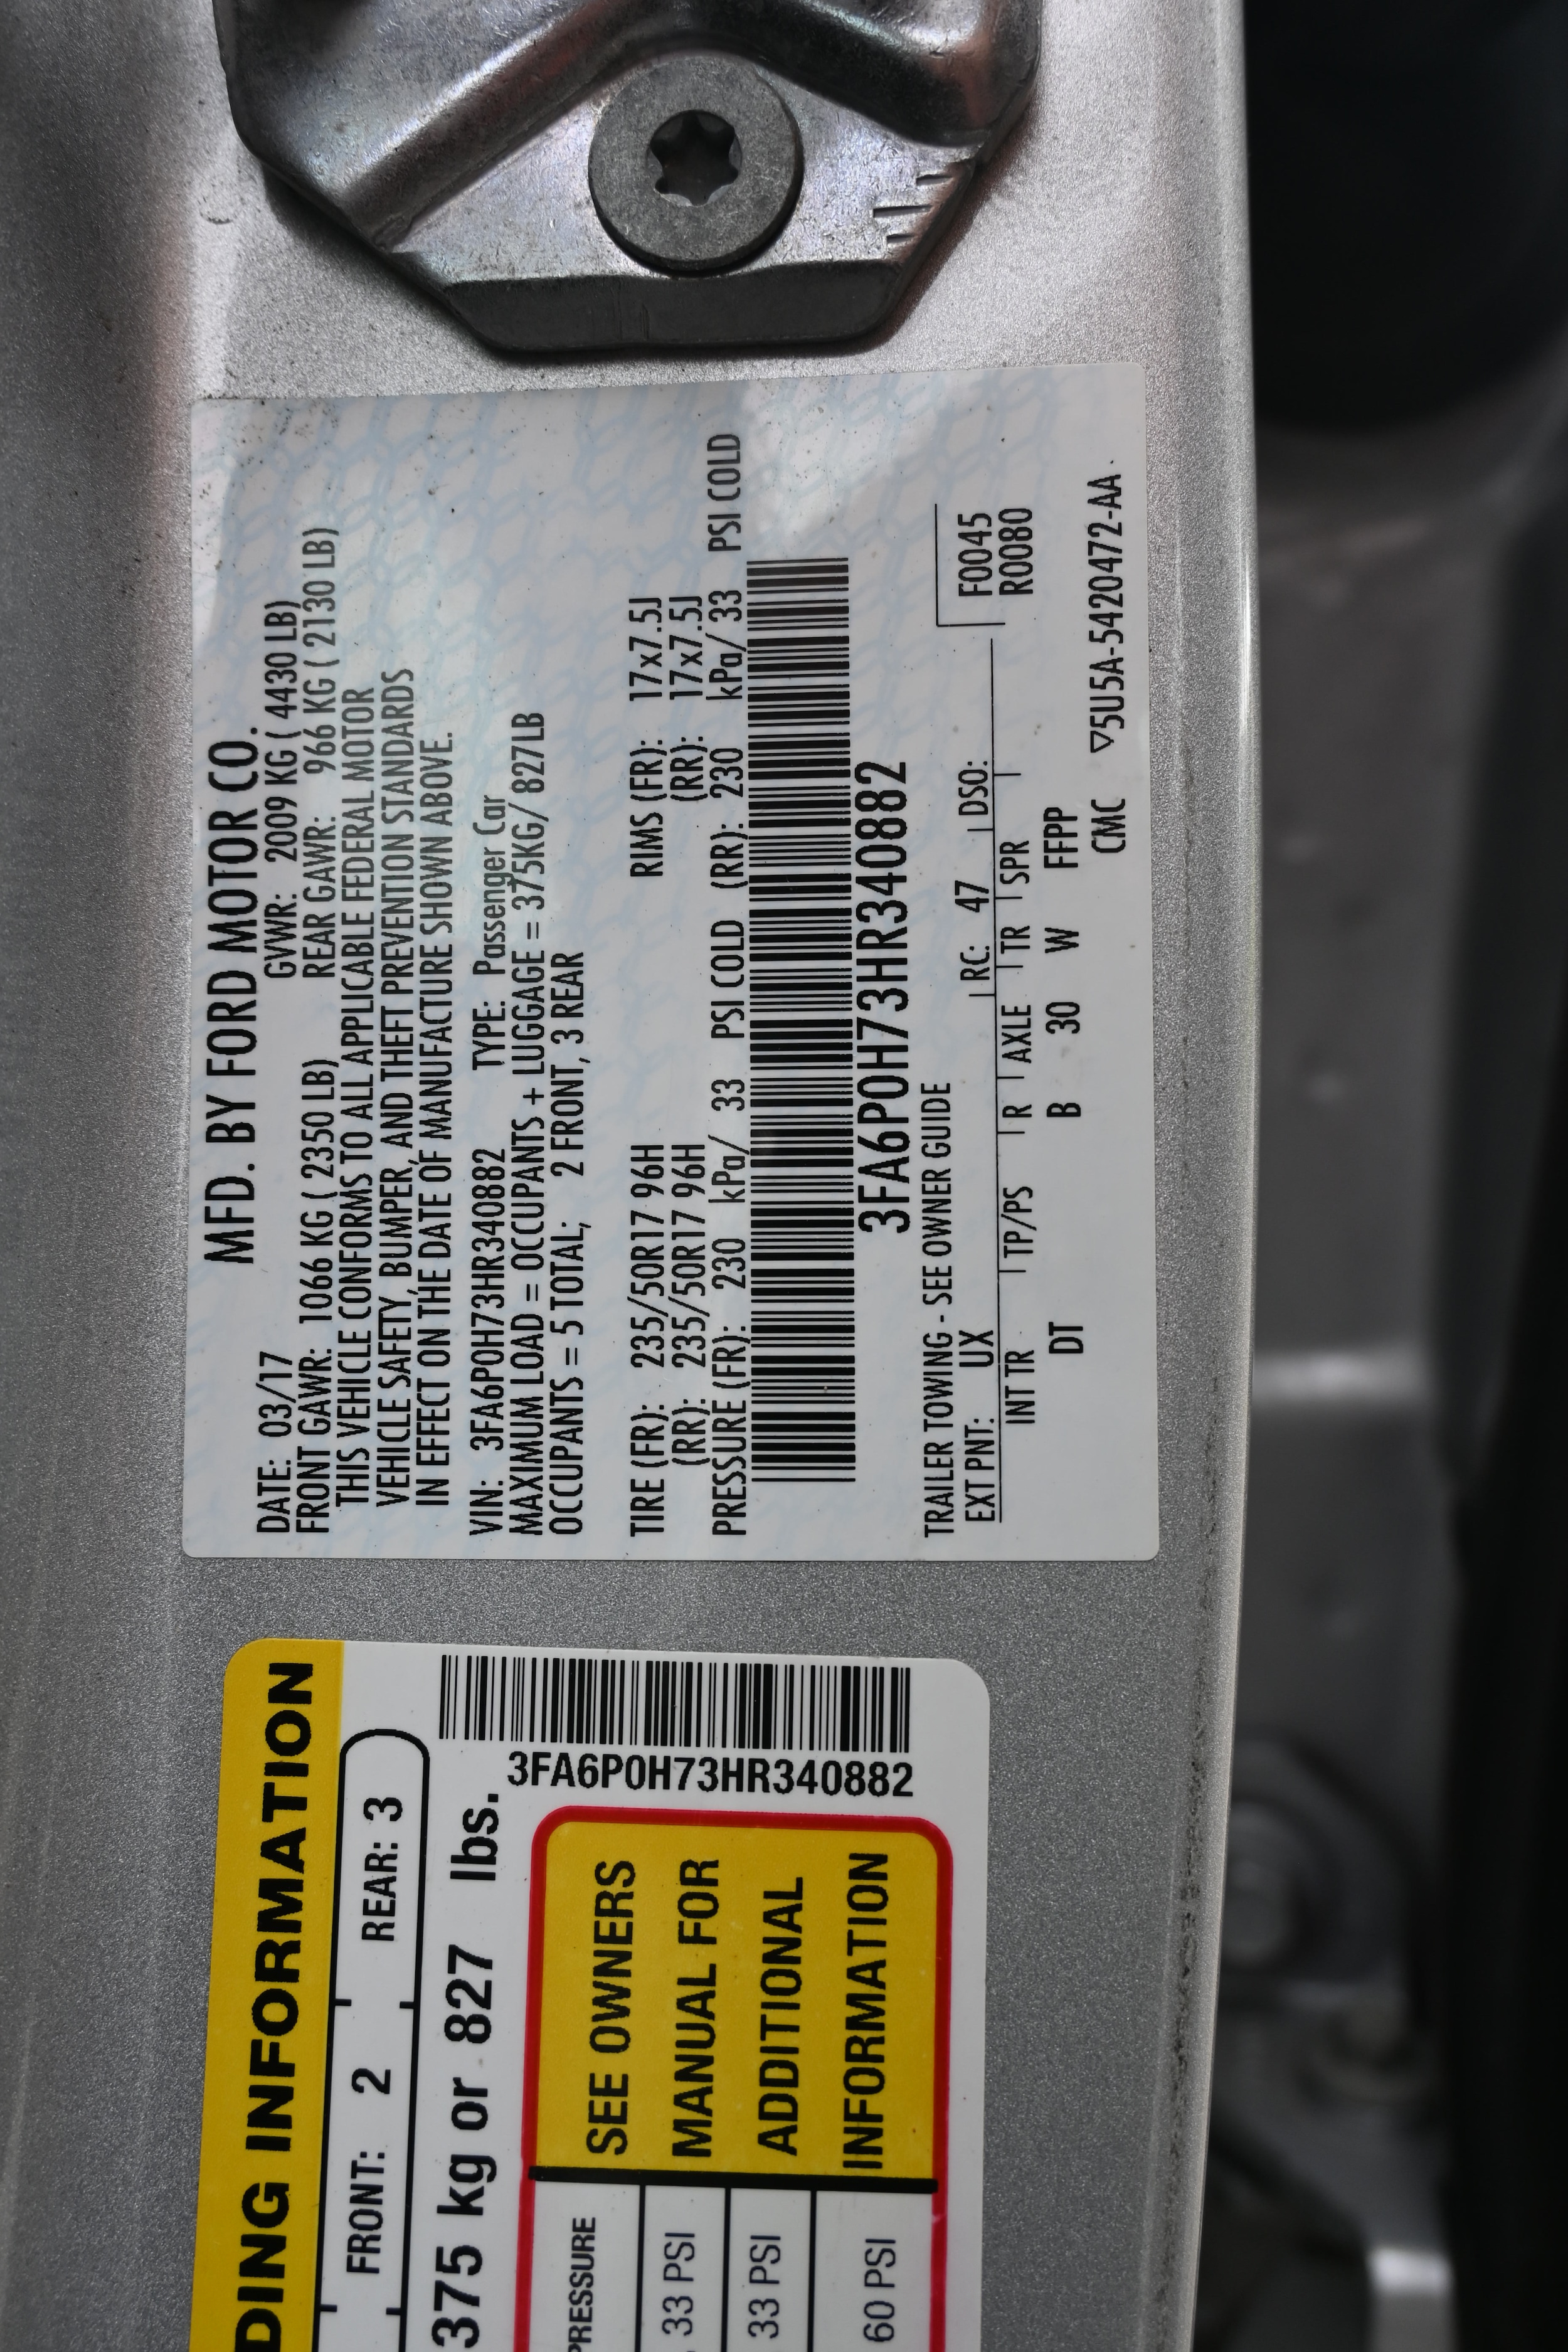 MFD. BY FORD MOTOR CO.
DATE: 03/17 GVWR: 2009 KG ( 4430 LB)
FRONT GAWR: 1066 KG ( 2350 LB) REAR GAWR: 966 KG ( 2130 LB)
THIS VEHICLE CONFORMS TO ALL APPLICABLE FEDERAL MOTOR
VEHICLE SAFETY, BUMPER, AND THEFT PREVENTION STANDARDS
IN EFFECT ON THE DATE OF MANUFACTURE SHOWN ABOVE.
VIN: 3FA6P0H73HR340882 TYPE: Passenger Car
MAXIMUM LOAD = OCCUPANTS + LUGGAGE = 375KG/ 827LB
OCCUPANTS = 5 TOTAL; 2 FRONT, 3 REAR
TIRE (FR): 235/50R17 96H RIMS (FR): 17x7.5J
(RR): 235/50R17 96H (RR): 17x7.5J
PRESSURE (FR): 230 kPa/ 33 PSI COLD (RR): 230 kPa/ 33 PSI COLD
3FA6P0H73HR340882
TRAILER TOWING - SEE OWNER GUIDE
EXT PNT: UX RC: 47 DSO: F0045
INT TR TP/PS R AXLE TR SPR R0080
DT B 30 W FFPP
CMC ▽5U5A-5420472-AA
DING INFORMATION
FRONT: 2 REAR: 3
375 kg or 827 lbs.
3FA6P0H73HR340882
PRESSURE
33 PSI
33 PSI
60 PSI
SEE OWNERS
MANUAL FOR
ADDITIONAL
INFORMATION